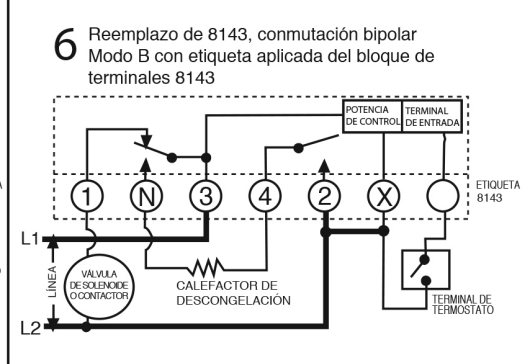 6 Reemplazo de 8143, conmutación bipolar
Modo B con etiqueta aplicada del bloque de
terminales 8143
POTENCIA
DE CONTROL
TERMINAL
DE ENTRADA
1 N 3 4 2 X
ETIQUETA
8143
L1
LÍNEA
VÁLVULA
DE SOLENOIDE
O CONTACTOR
CALEFACTOR DE
DESCONGELACIÓN
TERMINAL DE
TERMOSTATO
L2